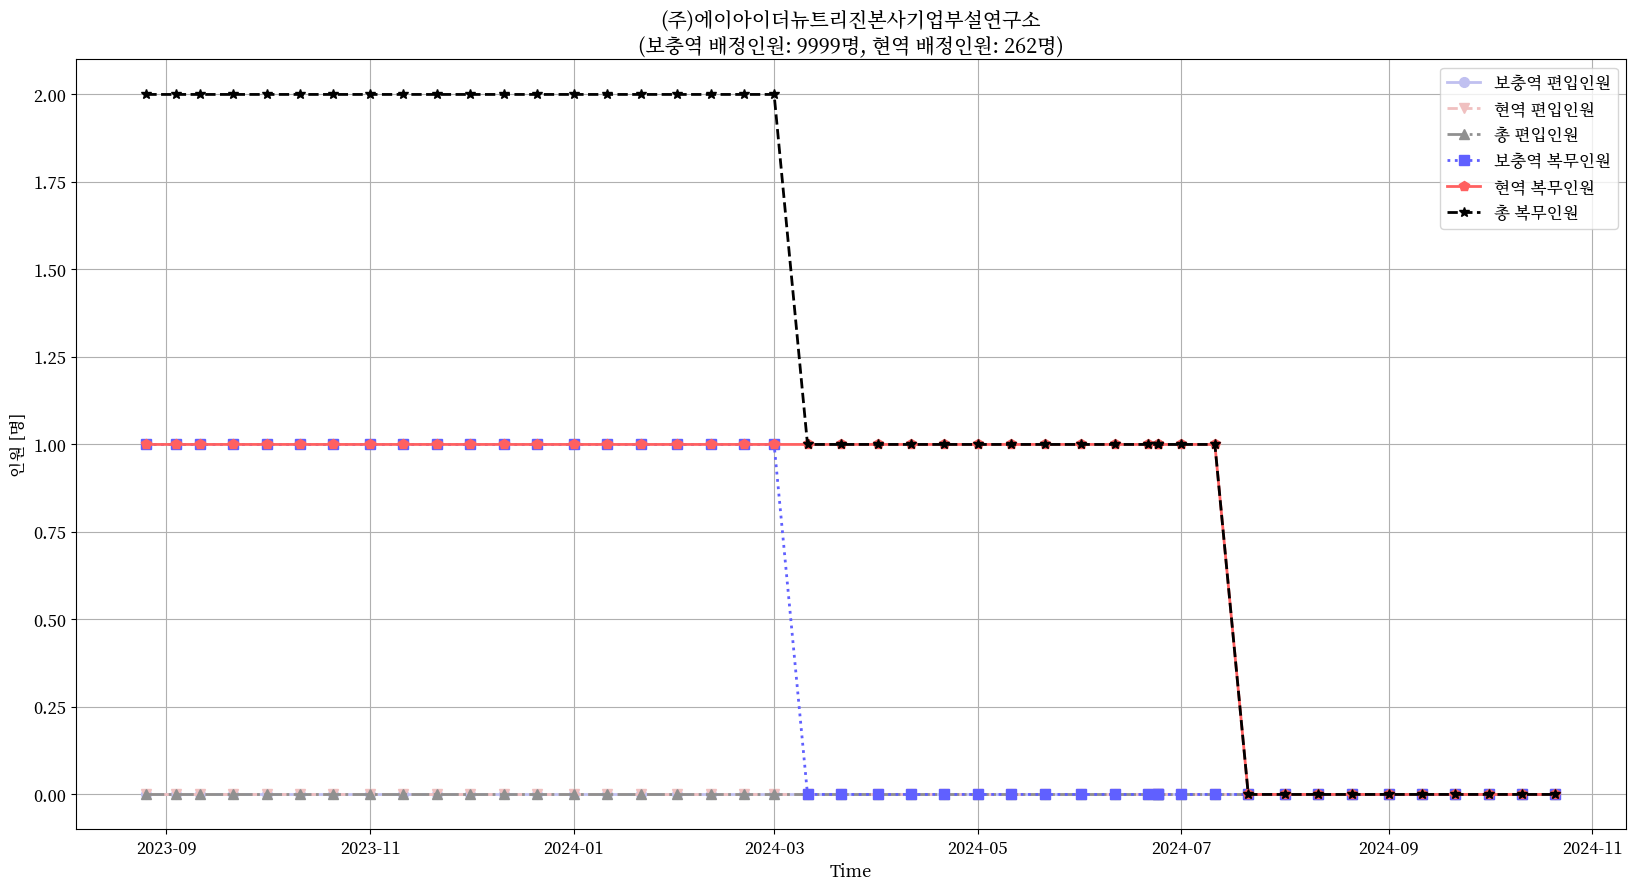 (주)에이아이더뉴트리진본사기업부설연구소
(보충역 배정인원: 9999명, 현역 배정인원: 262명)
보충역 편입인원
현역 편입인원
총 편입인원
보충역 복무인원
현역 복무인원
총 복무인원
2.00
1.75
1.50
1.25
1.00
0.75
0.50
0.25
0.00
인원 [명]
2023-09
2023-11
2024-01
2024-03
2024-05
2024-07
2024-09
2024-11
Time